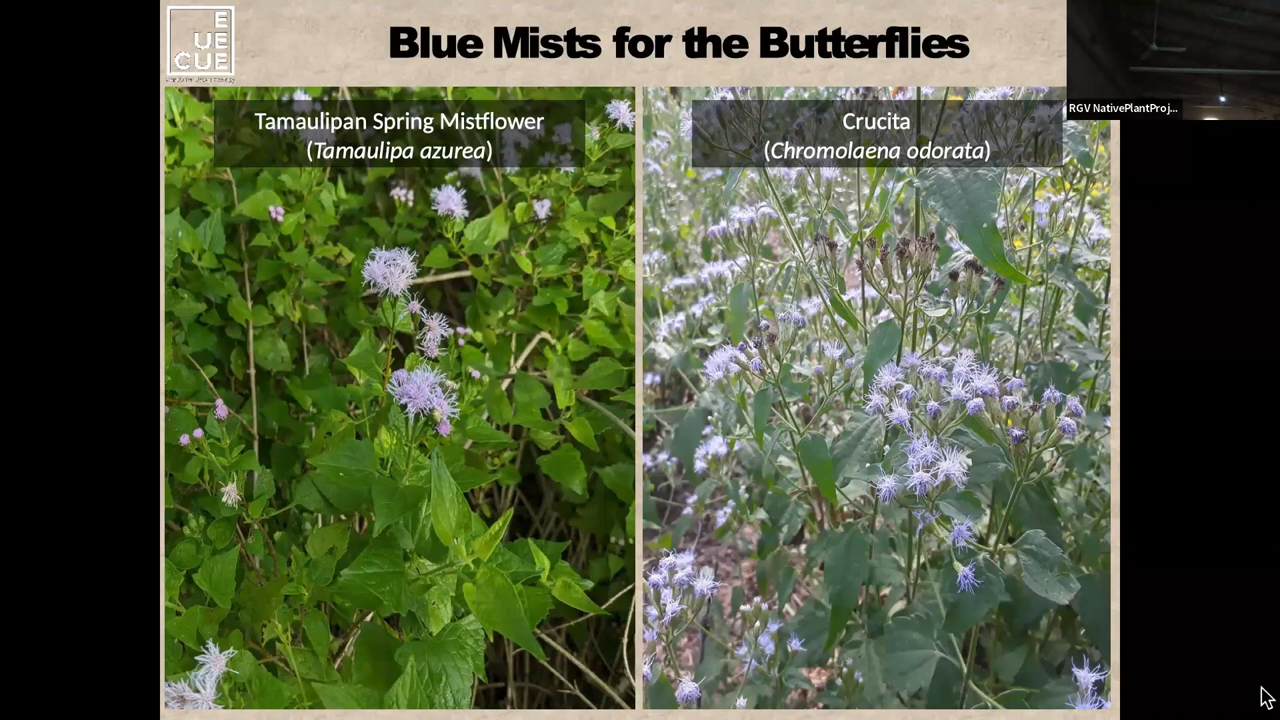 E
UE
CUE
Blue Mists for the Butterflies
RGV NativePlantProj...
Tamaulipan Spring Mistflower
(Tamaulipa azurea)
Crucita
(Chromolaena odorata)